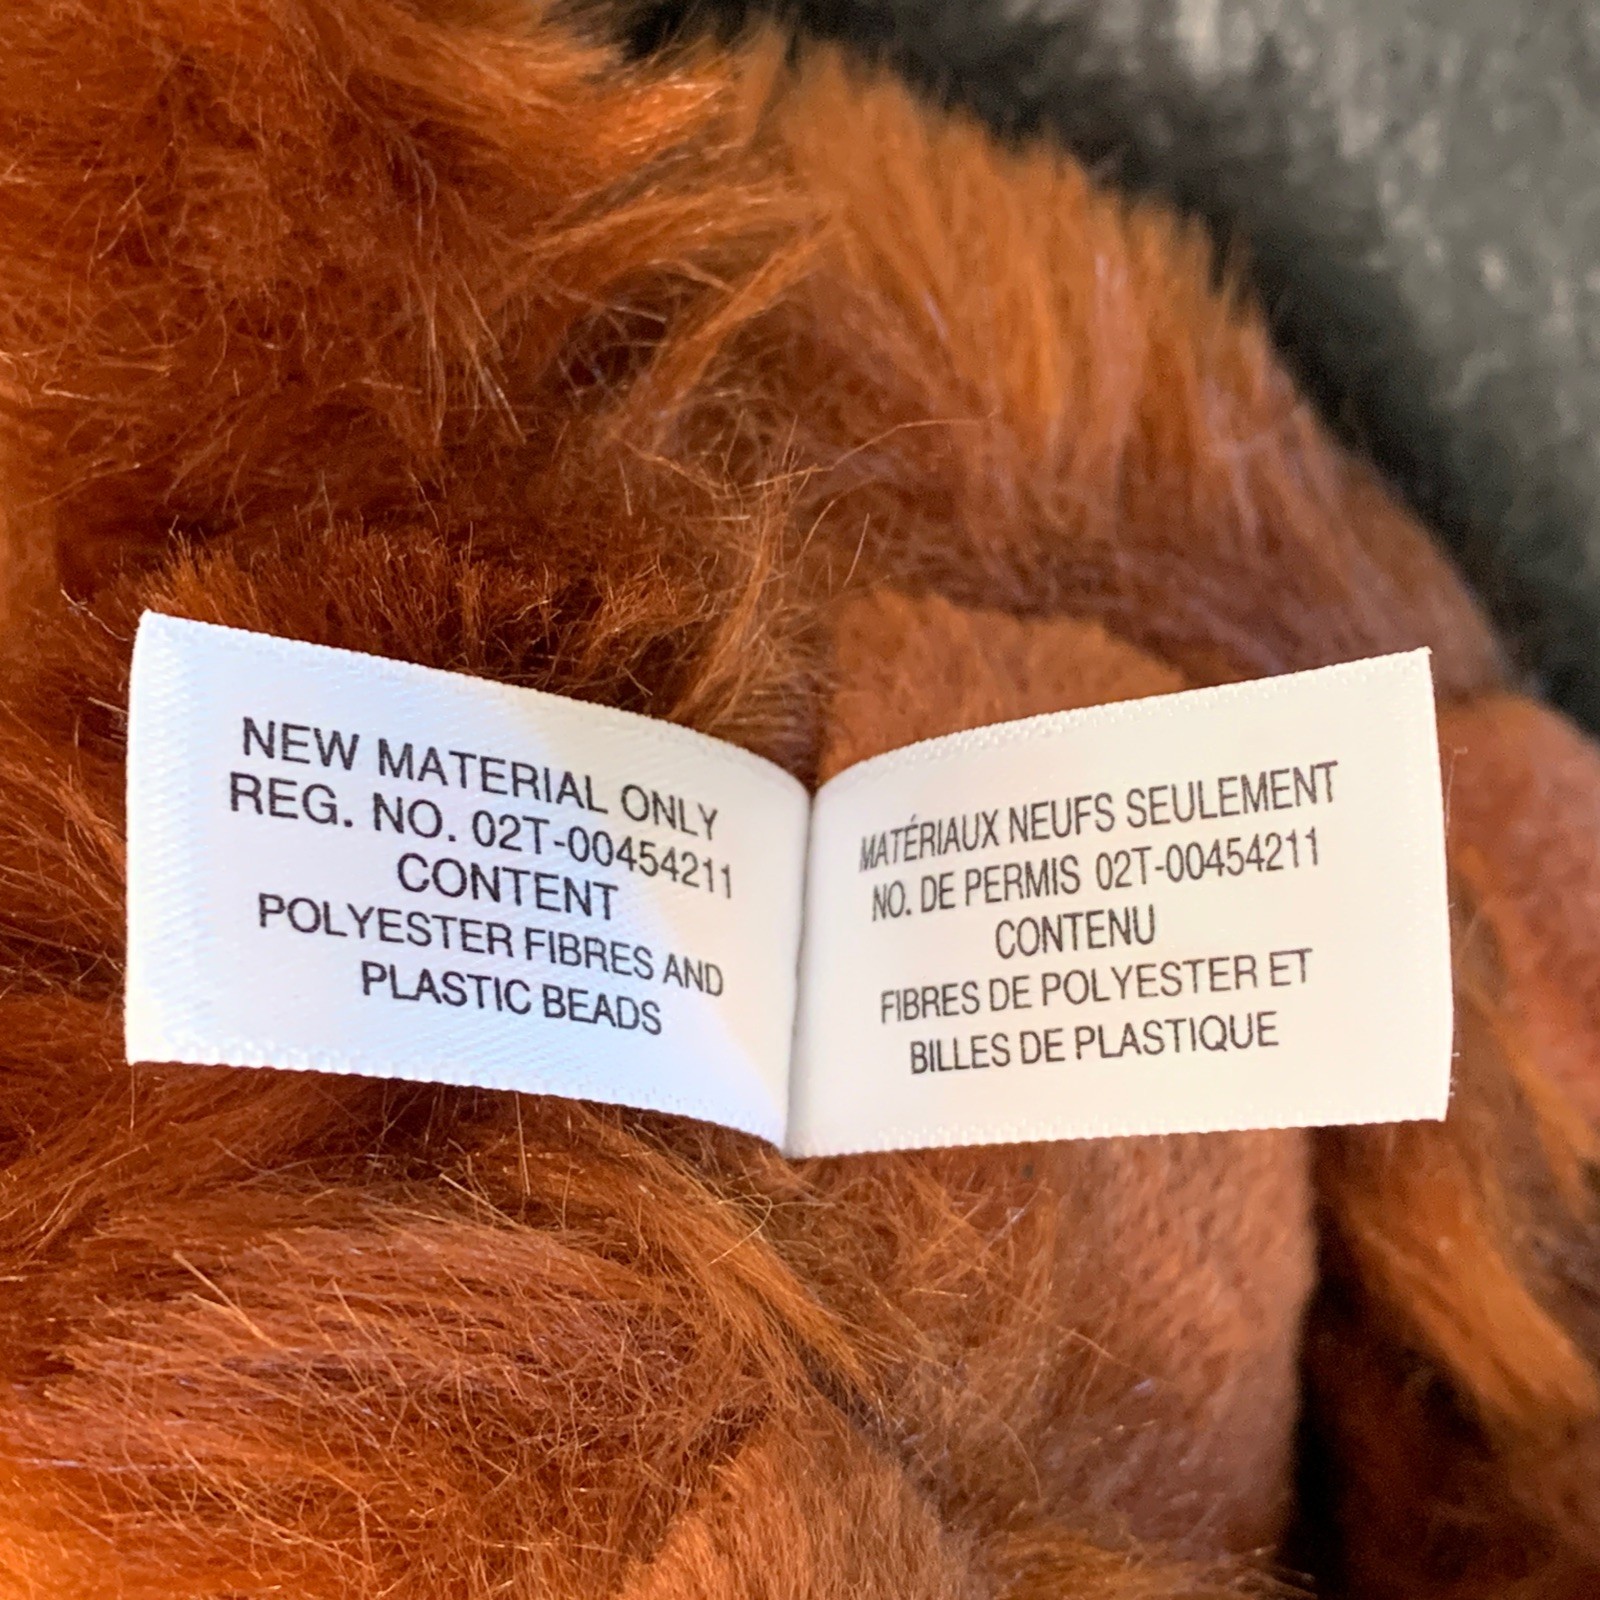 NEW MATERIAL ONLY
REG. NO. 02T-00454211
CONTENT
POLYESTER FIBRES AND
PLASTIC BEADS
MATÉRIAUX NEUFS SEULEMENT
NO. DE PERMIS 02T-00454211
CONTENU
FIBRES DE POLYESTER ET
BILLES DE PLASTIQUE